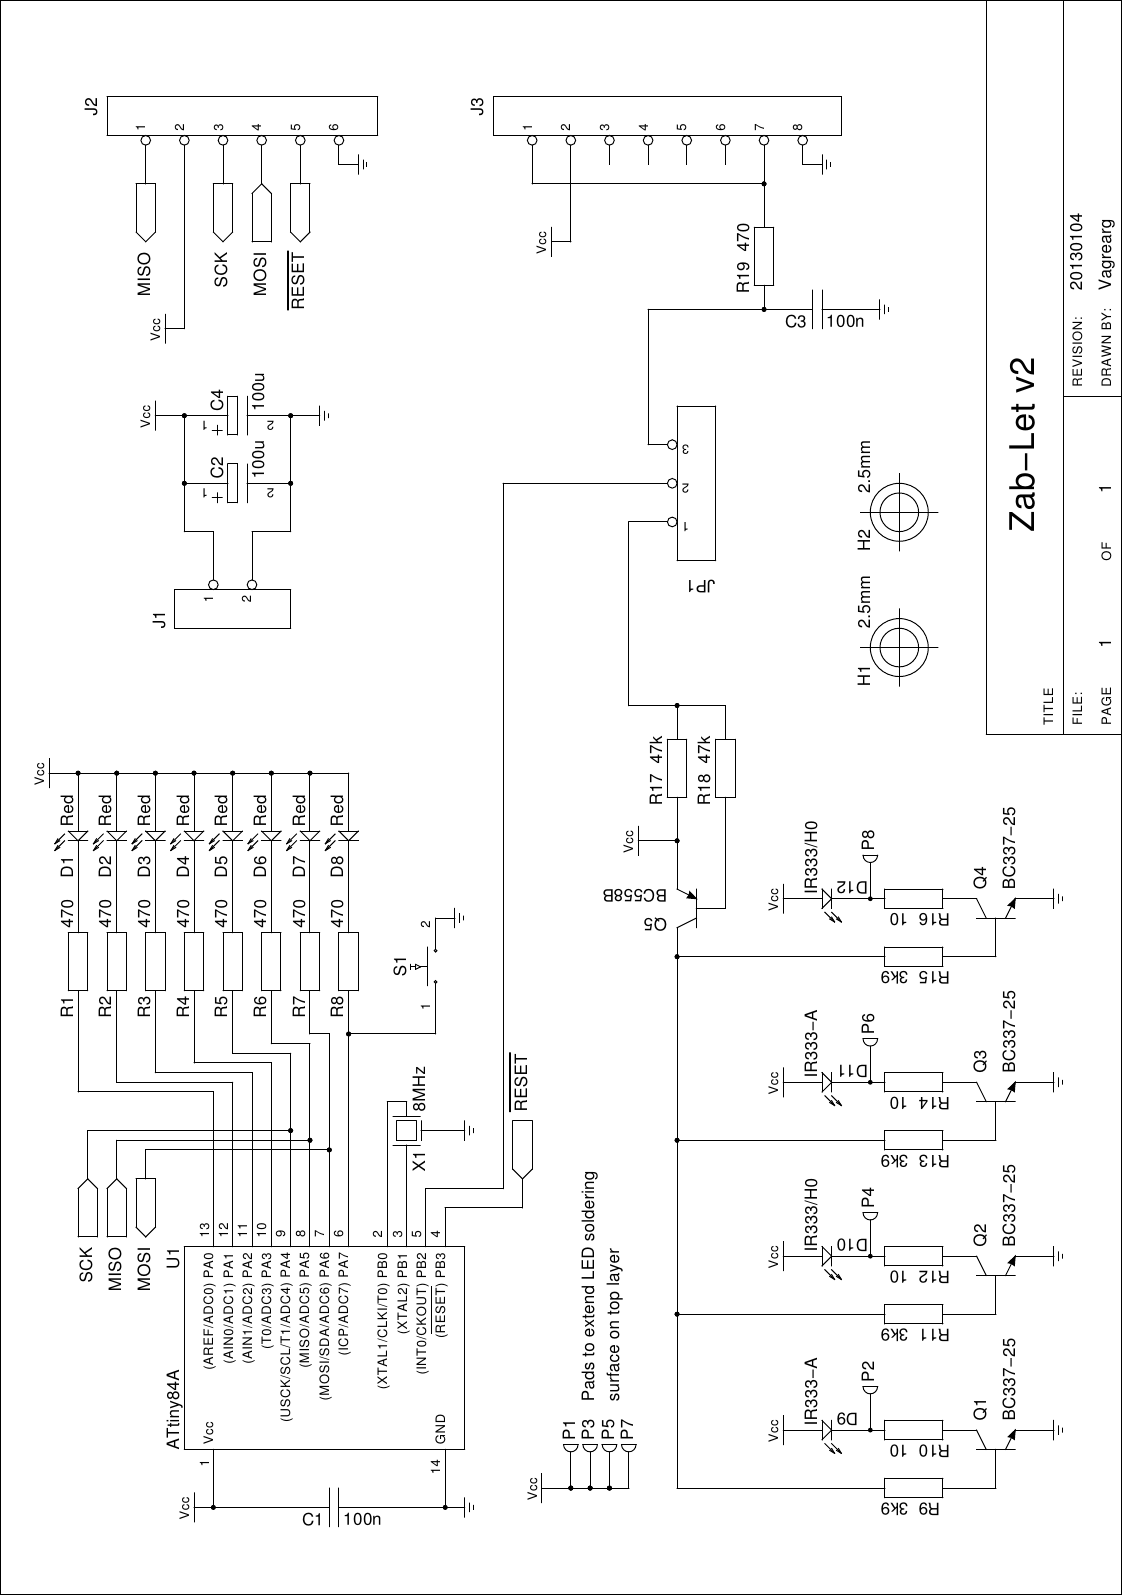 Vcc
C1
100n
1
14
ATtiny84A
U1
Vcc
GND
(AREF/ADC0) PA0
13
(AIN0/ADC1) PA1
12
(AIN1/ADC2) PA2
11
(T0/ADC3) PA3
10
(USCK/SCL/T1/ADC4) PA4
9
(MISO/ADC5) PA5
8
(MOSI/SDA/ADC6) PA6
7
(ICP/ADC7) PA7
6
(XTAL1/CLKI/T0) PB0
2
(XTAL2) PB1
3
(INT0/CKOUT) PB2
5
(RESET) PB3
4
SCK
MISO
MOSI
X1
8MHz
RESET
R1 470 D1 Red
R2 470 D2 Red
R3 470 D3 Red
R4 470 D4 Red
R5 470 D5 Red
R6 470 D6 Red
R7 470 D7 Red
R8 470 D8 Red
Vcc
S1
1
2
J1
1
2
Vcc
C2
100u
1
+
2
C4
100u
1
+
2
J2
1
2
3
4
5
6
MISO
Vcc
SCK
MOSI
RESET
J3
1
2
3
4
5
6
7
8
Vcc
R19 470
C3
100n
JP1
1
2
3
R17 47k
R18 47k
Vcc
Q5
BC558B
Vcc
P1
P3
P5
P7
Pads to extend LED soldering
surface on top layer
Vcc
IR333-A
D9
P2
R10 10
R9 3k9
Q1
BC337-25
Vcc
IR333/H0
D10
P4
R12 10
R11 3k9
Q2
BC337-25
Vcc
IR333-A
D11
P6
R14 10
R13 3k9
Q3
BC337-25
Vcc
IR333/H0
D12
P8
R16 10
R15 3k9
Q4
BC337-25
H1 2.5mm
H2 2.5mm
TITLE
Zab-Let v2
FILE:
REVISION: 20130104
PAGE 1 OF 1
DRAWN BY: Vagrearg